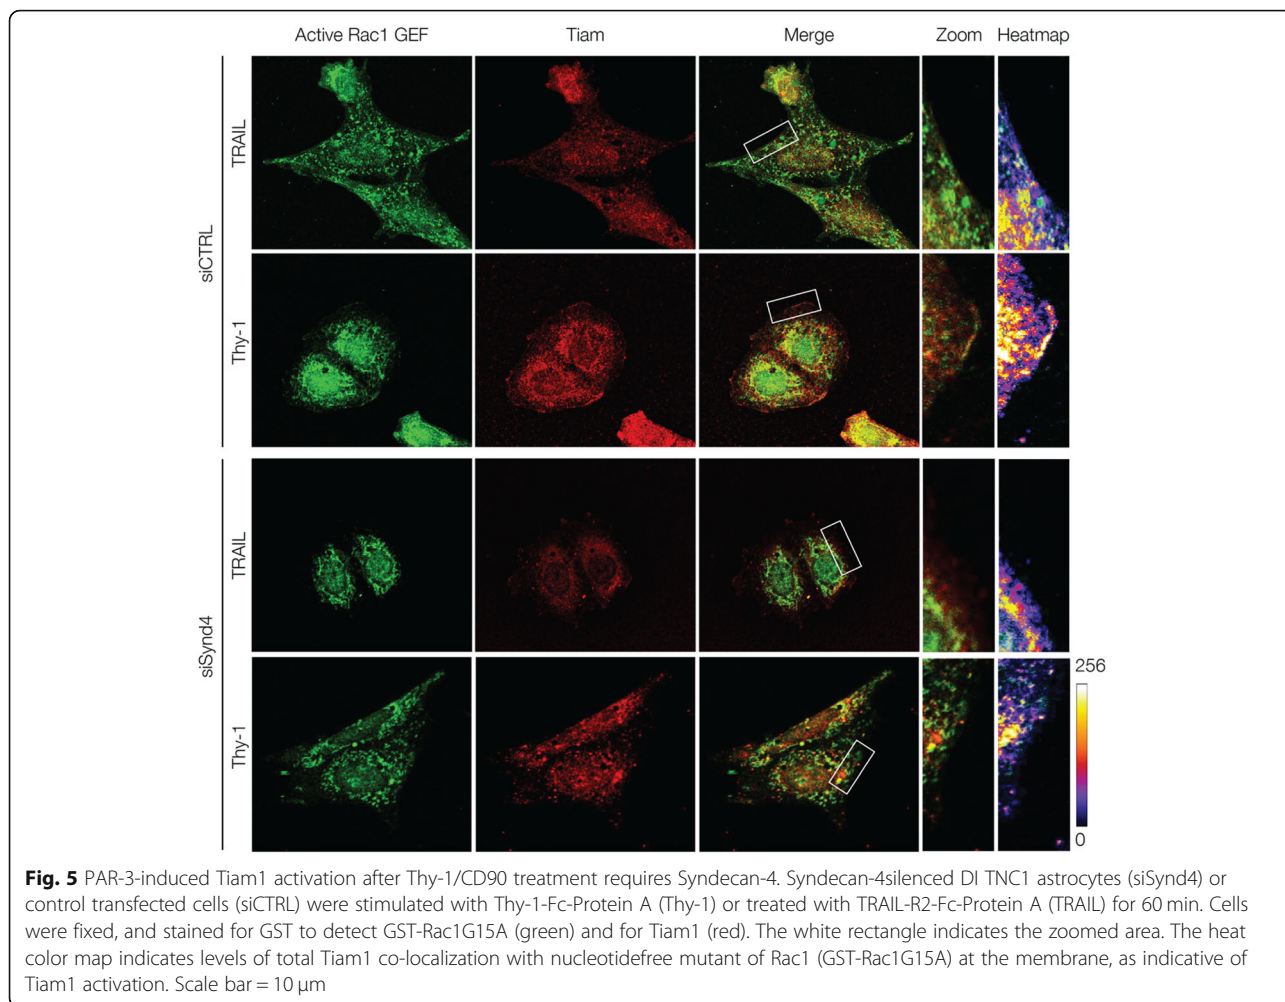 Active Rac1 GEF Tiam Merge Zoom Heatmap
siCTRL
TRAIL
Thy-1
siSynd4
TRAIL
Thy-1
256
0
Fig. 5 PAR-3-induced Tiam1 activation after Thy-1/CD90 treatment requires Syndecan-4. Syndecan-4silenced DI TNC1 astrocytes (siSynd4) or
control transfected cells (siCTRL) were stimulated with Thy-1-Fc-Protein A (Thy-1) or treated with TRAIL-R2-Fc-Protein A (TRAIL) for 60 min. Cells
were fixed, and stained for GST to detect GST-Rac1G15A (green) and for Tiam1 (red). The white rectangle indicates the zoomed area. The heat
color map indicates levels of total Tiam1 co-localization with nucleotidefree mutant of Rac1 (GST-Rac1G15A) at the membrane, as indicative of
Tiam1 activation. Scale bar = 10 μm